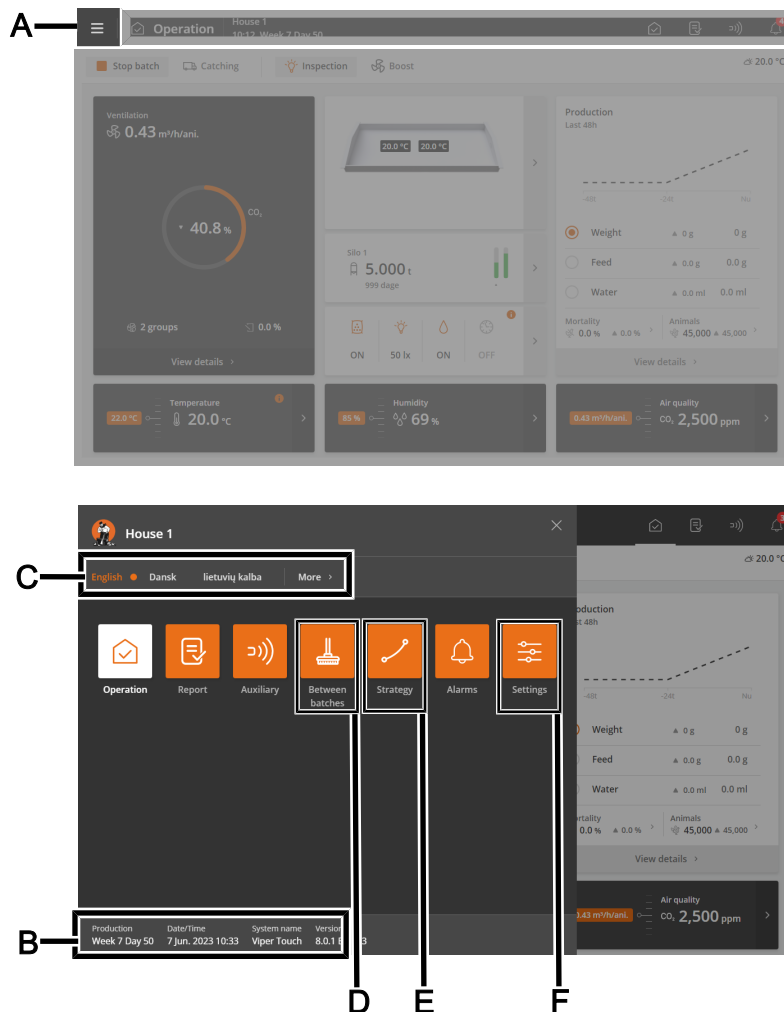 A
Operation
House 1
10:12, Week 7 Day 50
Stop batch
Catching
Inspection
Boost
20.0 °C
Ventilation
0.43 m³/h/ani.
CO₂
40.8 %
2 groups
0.0 %
View details
20.0 °C 20.0 °C
Silo 1
5.000 t
999 dage
ON
50 lx
ON
OFF
Production
Last 48h
-48t
-24t
Nu
Weight ▲ 0 g 0 g
Feed ▲ 0.0 g 0.0 g
Water ▲ 0.0 ml 0.0 ml
Mortality
0.0 % ▲ 0.0 %
Animals
45,000 ▲ 45,000
View details
22.0 °C
Temperature
20.0 °C
85 %
Humidity
69 %
0.43 m³/h/ani.
Air quality
CO₂ 2,500 ppm
House 1
3
20.0 °C
C
English
Dansk
lietuvių kalba
More
Operation
Report
Auxiliary
Between
batches
Strategy
Alarms
Settings
-48t
-24t
Nu
Weight ▲ 0 g 0 g
Feed ▲ 0.0 g 0.0 g
Water ▲ 0.0 ml 0.0 ml
0.0 % ▲ 0.0 %
Animals
45,000 ▲ 45,000
View details
0.43 m³/h/ani.
Air quality
CO₂ 2,500 ppm
B
Production
Week 7 Day 50
Date/Time
7 Jun. 2023 10:33
System name
Viper Touch
Version
8.0.1
D
E
F